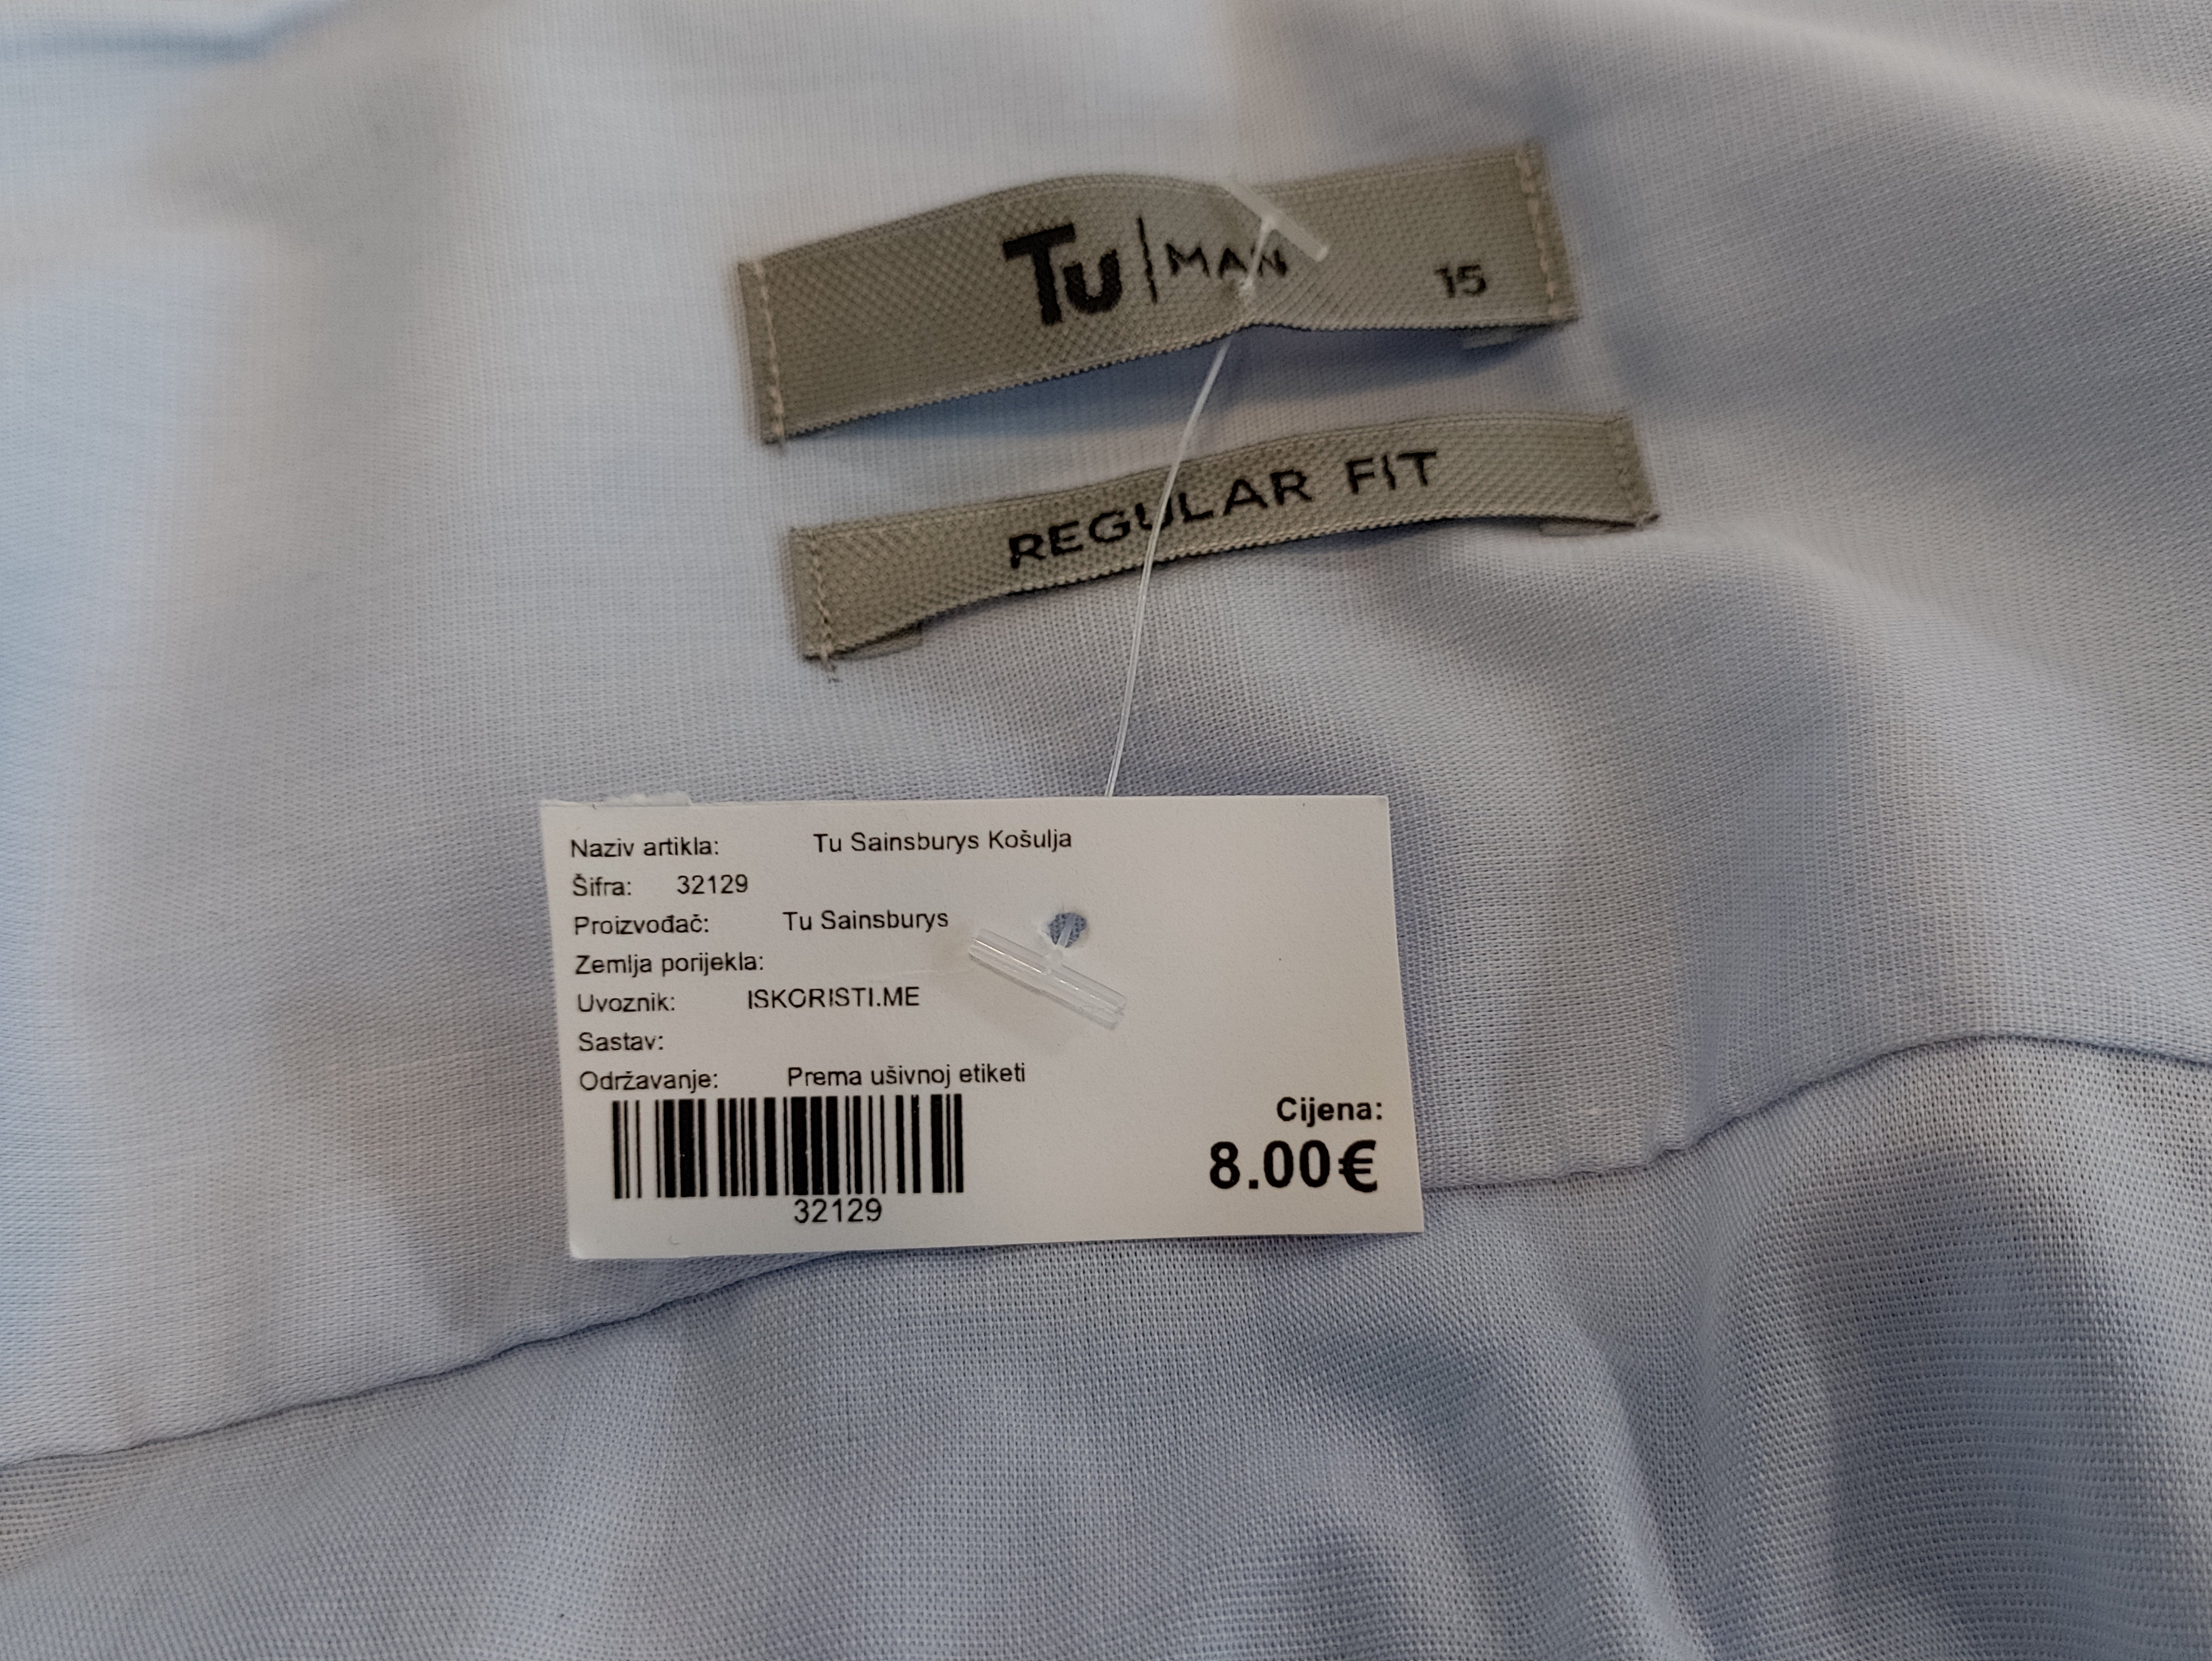 Tu | MAN 15
REGULAR FIT
Naziv artikla: Tu Sainsburys Košulja
Šifra: 32129
Proizvođač: Tu Sainsburys
Zemlja porijekla:
Uvoznik: ISKORISTI.ME
Sastav:
Održavanje: Prema ušivnoj etiketi
32129
Cijena:
8.00€